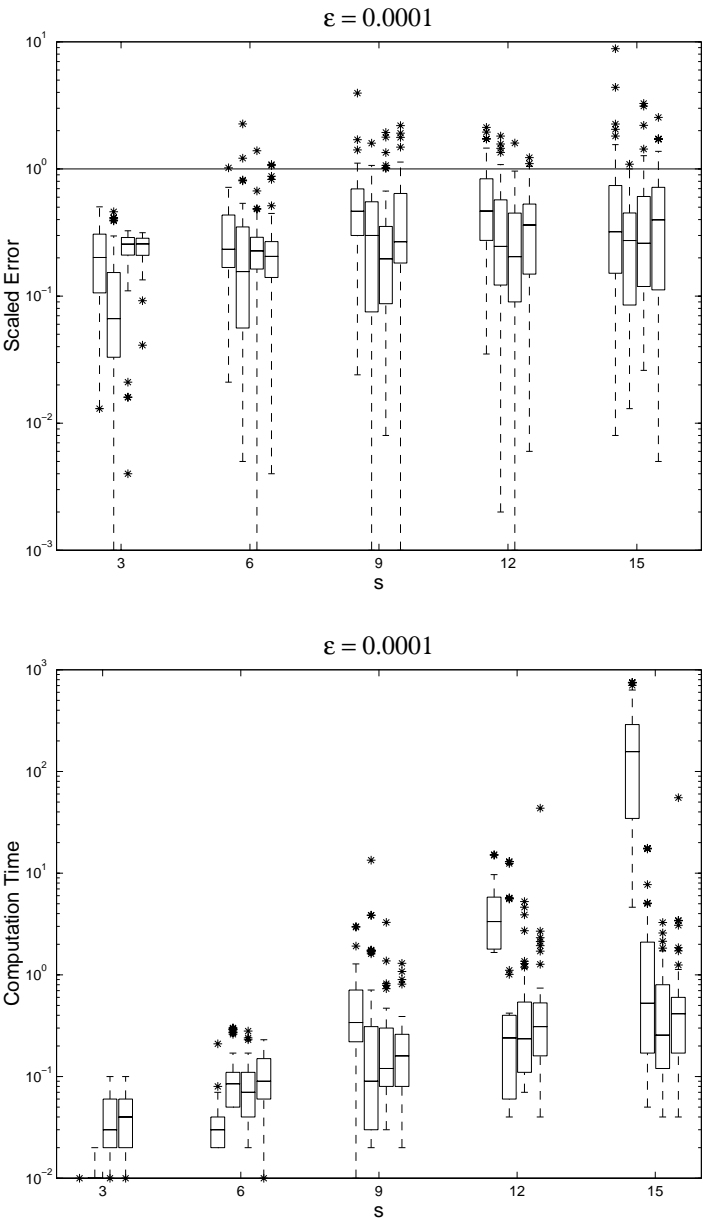 ε = 0.0001
10^1
10^0
10^-1
10^-2
10^-3
Scaled Error
3 6 9 12 15
s
ε = 0.0001
10^3
10^2
10^1
10^0
10^-1
10^-2
Computation Time
3 6 9 12 15
s